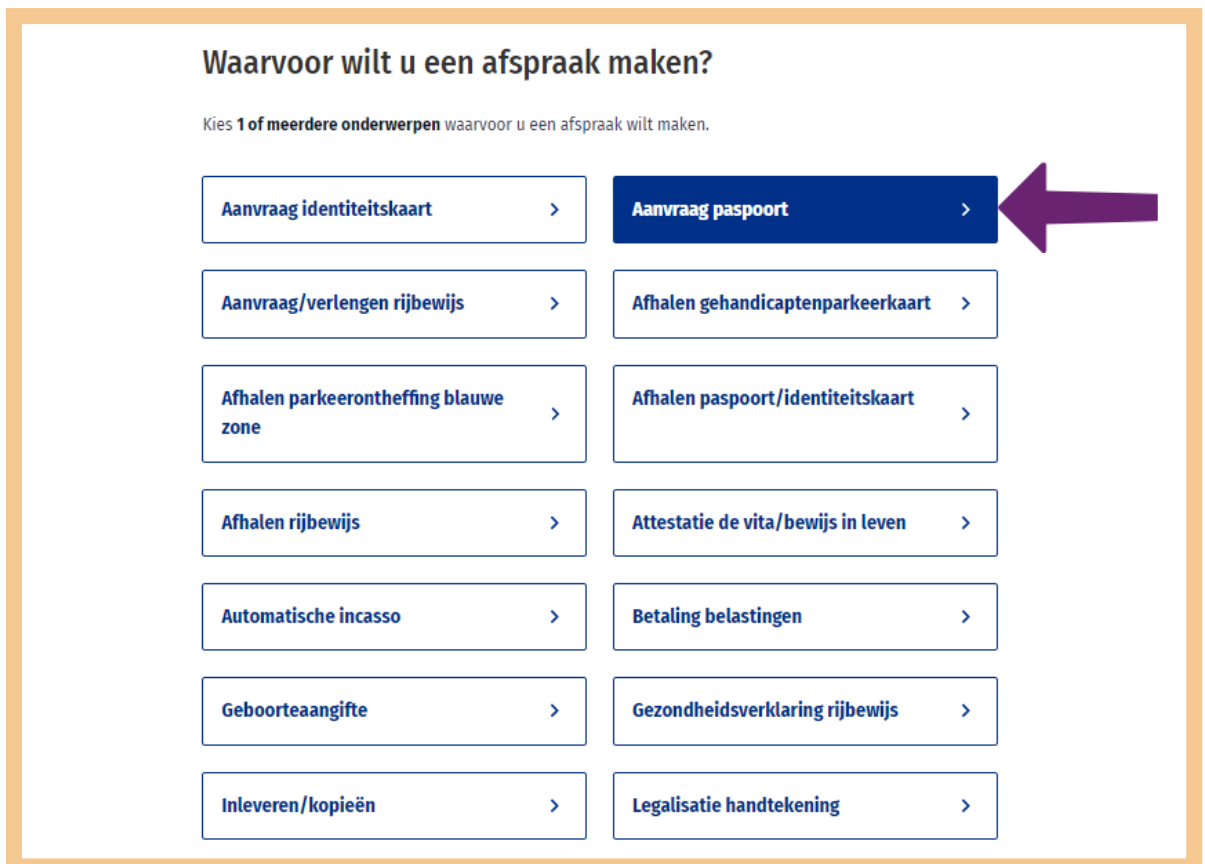 Waarvoor wilt u een afspraak maken?
Kies 1 of meerdere onderwerpen waarvoor u een afspraak wilt maken.
Aanvraag identiteitskaart
Aanvraag paspoort
Aanvraag/verlengen rijbewijs
Afhalen gehandicaptenparkeerkaart
Afhalen parkeerontheffing blauwe
zone
Afhalen paspoort/identiteitskaart
Afhalen rijbewijs
Attestatie de vita/bewijs in leven
Automatische incasso
Betaling belastingen
Geboorteaangifte
Gezondheidsverklaring rijbewijs
Inleveren/kopieën
Legalisatie handtekening